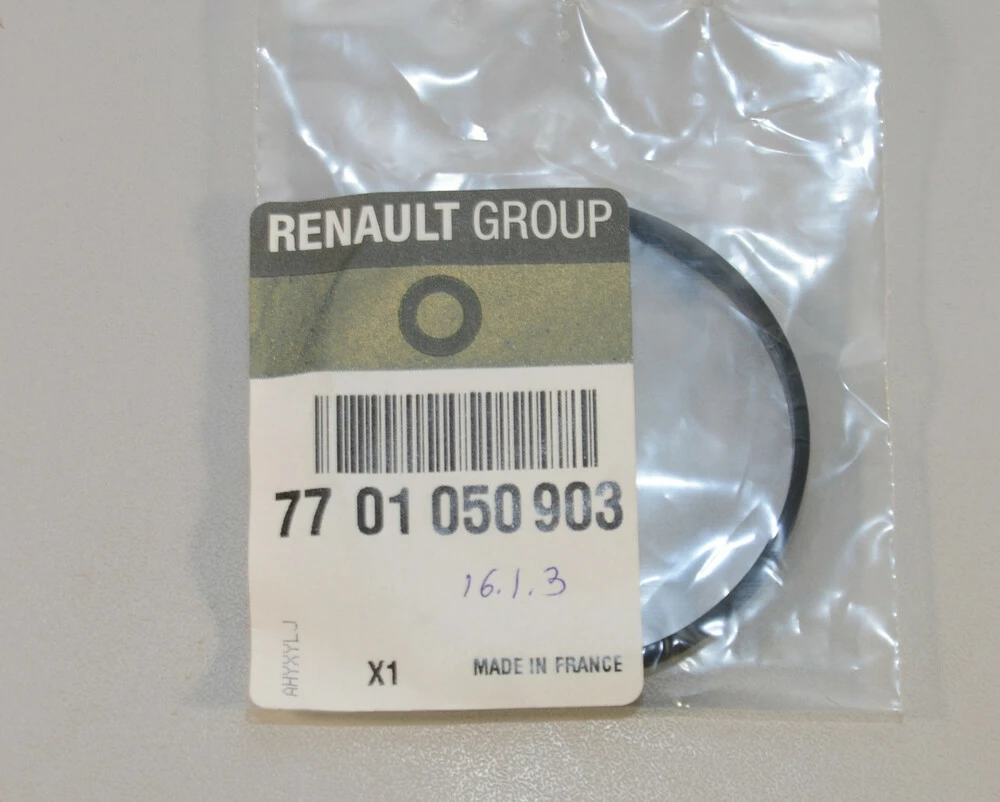 RENAULT GROUP
77 01 050 903
16.1.3
AHYXYLJ
X1
MADE IN FRANCE